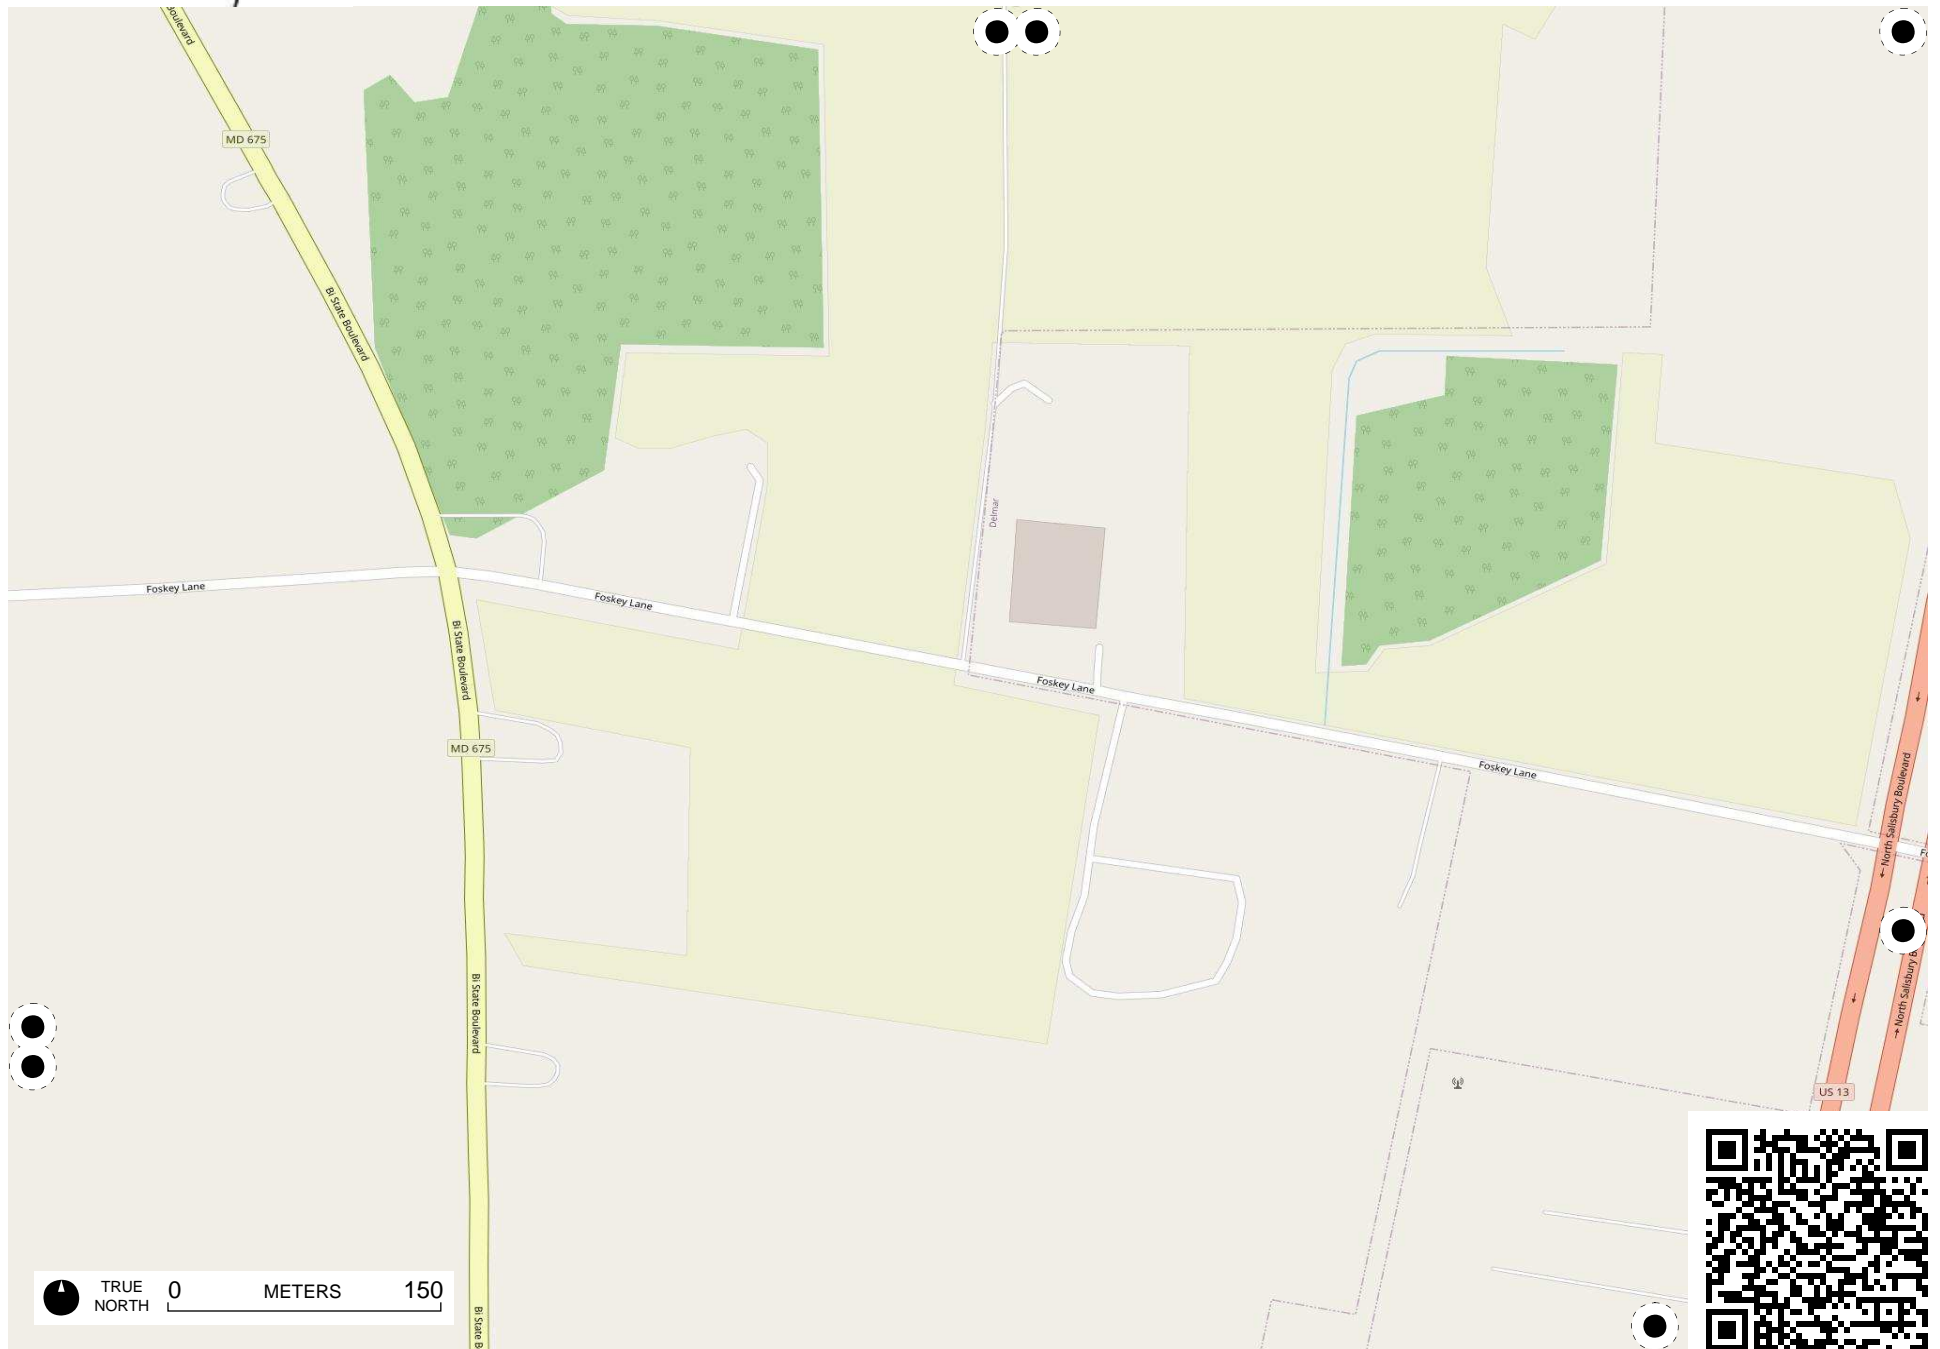 Boulevard
MD 675
Bi State Boulevard
Delmar
Foskey Lane
Foskey Lane
Bi State Boulevard
Foskey Lane
MD 675
Foskey Lane
North Salisbury Boulevard
Fo
North Salisbury B
Bi State Boulevard
US 13
TRUE NORTH
0 METERS 150
Bi State B